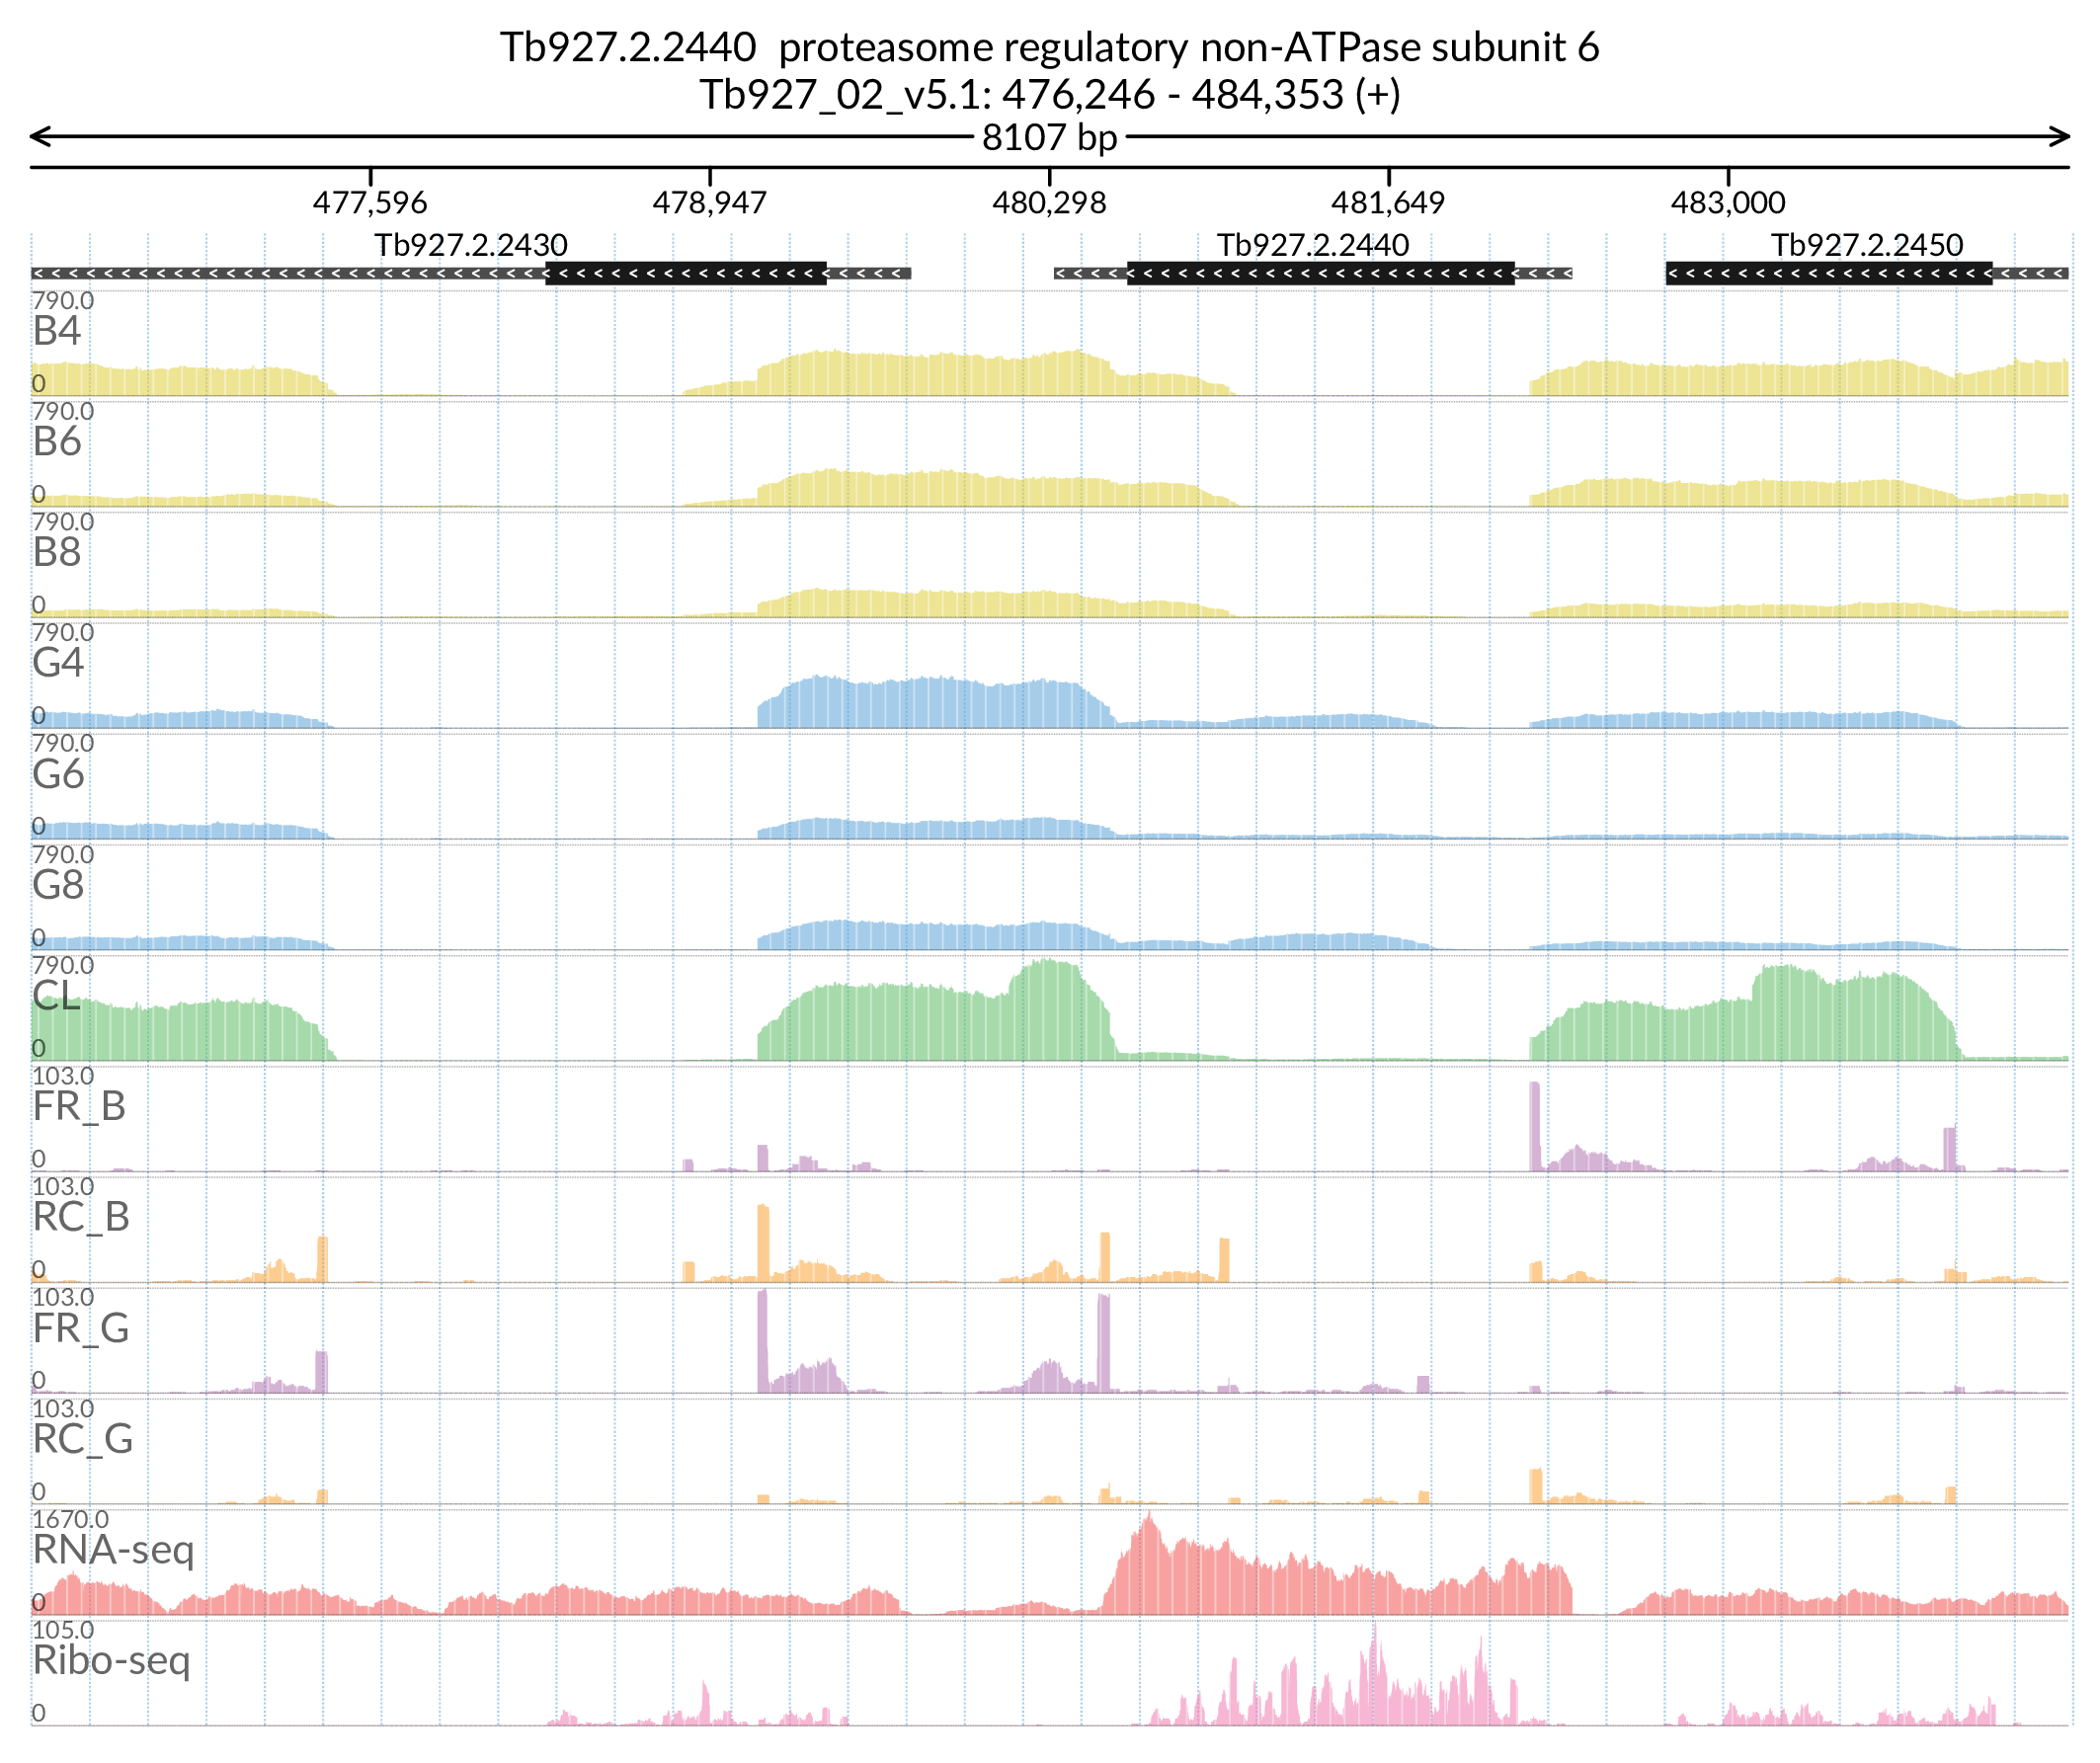 Tb927.2.2440  proteasome regulatory non-ATPase subunit 6
Tb927_02_v5.1: 476,246 - 484,353 (+)
8107 bp
477,596 478,947 480,298 481,649 483,000
Tb927.2.2430 Tb927.2.2440 Tb927.2.2450
790.0
B4
0
790.0
B6
0
790.0
B8
0
790.0
G4
0
790.0
G6
0
790.0
G8
0
790.0
CL
0
103.0
FR_B
0
103.0
RC_B
0
103.0
FR_G
0
103.0
RC_G
0
1670.0
RNA-seq
0
105.0
Ribo-seq
0